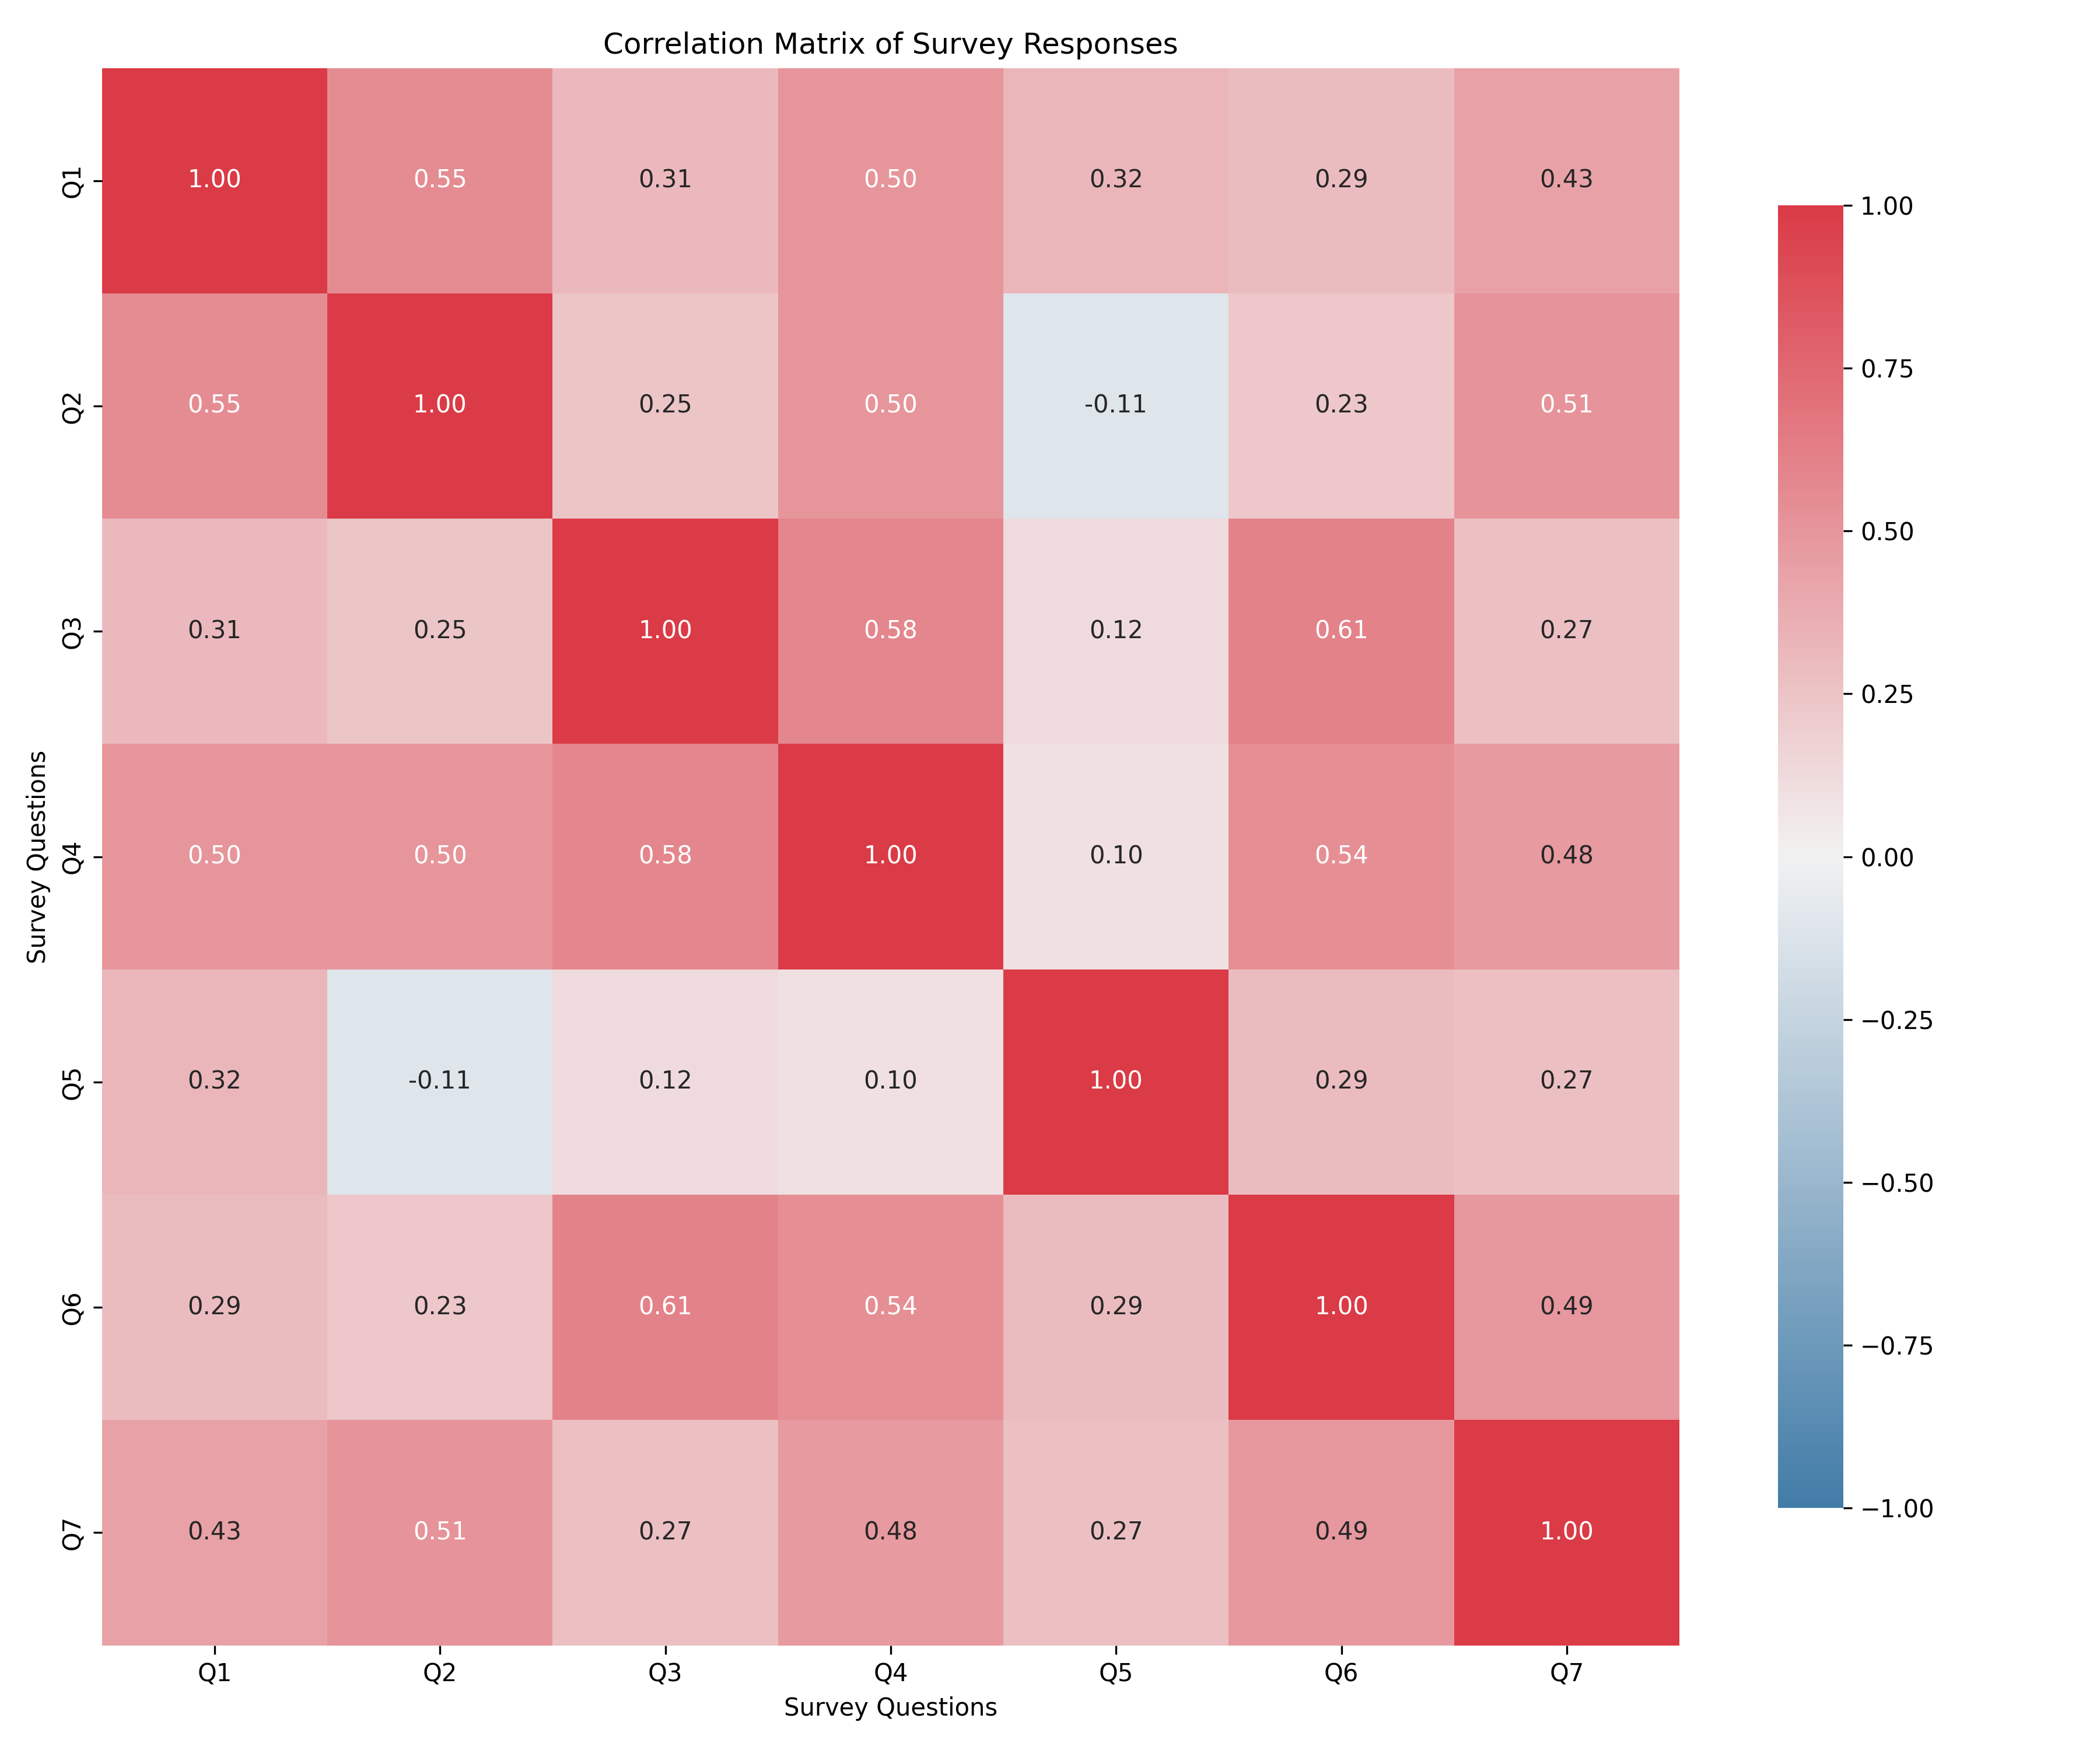 Correlation Matrix of Survey Responses
Q1 1.00 0.55 0.31 0.50 0.32 0.29 0.43
Q2 0.55 1.00 0.25 0.50 -0.11 0.23 0.51
Q3 0.31 0.25 1.00 0.58 0.12 0.61 0.27
Q4 0.50 0.50 0.58 1.00 0.10 0.54 0.48
Q5 0.32 -0.11 0.12 0.10 1.00 0.29 0.27
Q6 0.29 0.23 0.61 0.54 0.29 1.00 0.49
Q7 0.43 0.51 0.27 0.48 0.27 0.49 1.00
Q1 Q2 Q3 Q4 Q5 Q6 Q7
Survey Questions
Survey Questions
1.00
0.75
0.50
0.25
0.00
−0.25
−0.50
−0.75
−1.00